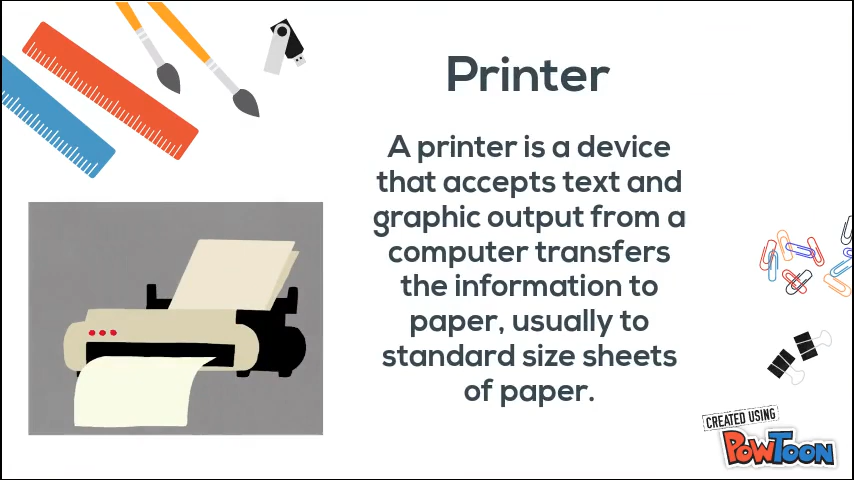 Printer
A printer is a device
that accepts text and
graphic output from a
computer transfers
the information to
paper, usually to
standard size sheets
of paper.
CREATED USING
POWTOON